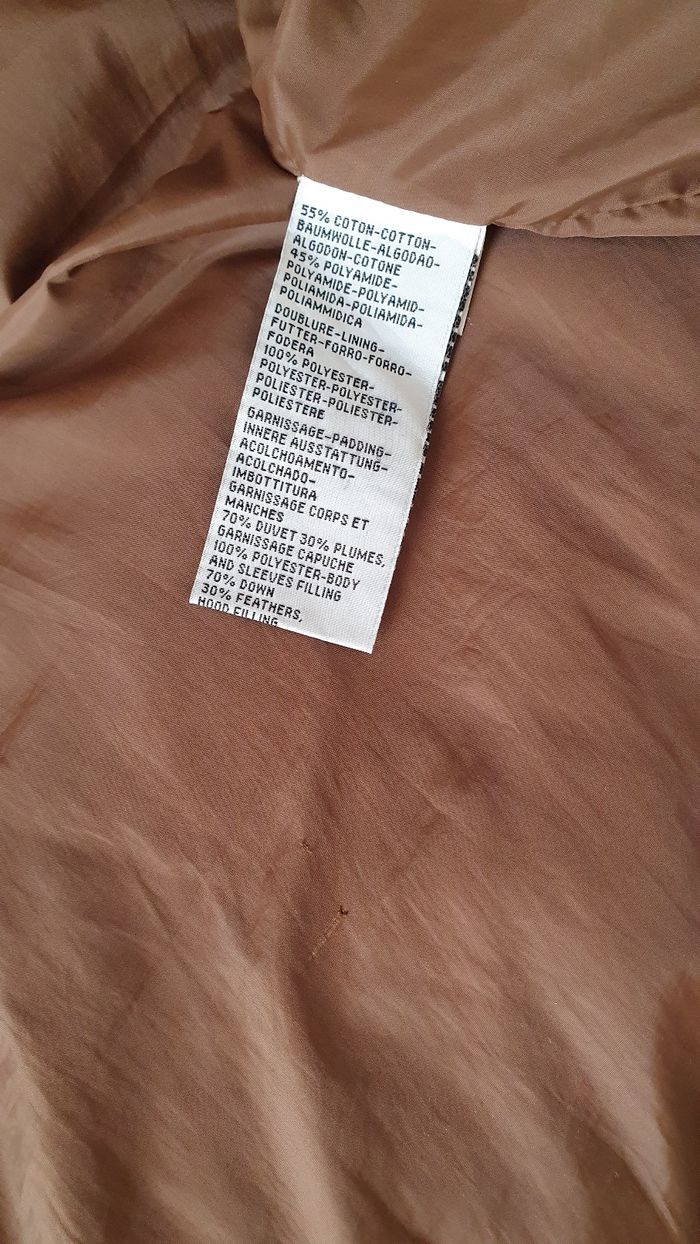 55% COTON-COTTON-
BAUMWOLLE-ALGODAO-
ALGODON-COTONE
45% POLYAMIDE-
POLYAMIDE-POLYAMID-
POLIAMIDA-POLIAMIDA-
POLIAMMIDICA
DOUBLURE-LINING-
FUTTER-FORRO-FORRO-
FODERA
100% POLYESTER-
POLYESTER-POLYESTER-
POLIESTER-POLIESTER-
POLIESTERE
GARNISSAGE-PADDING-
INNERE AUSSTATTUNG-
ACOLCHOAMENTO-
ACOLCHADO-
IMBOTTITURA
GARNISSAGE CORPS ET
MANCHES
70% DUVET 30% PLUMES,
GARNISSAGE CAPUCHE
100% POLYESTER-BODY
AND SLEEVES FILLING
70% DOWN
30% FEATHERS,
HOOD FILLING